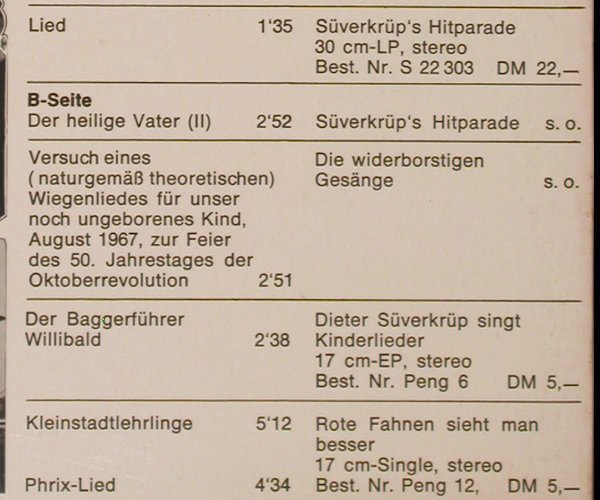 Lied 1'35 Süverkrüp's Hitparade
30 cm-LP, stereo
Best. Nr. S 22 303 DM 22,—
B-Seite
Der heilige Vater (II) 2'52 Süverkrüp's Hitparade s. o.
Versuch eines Die widerborstigen
( naturgemäß theoretischen) Gesänge s. o.
Wiegenliedes für unser
noch ungeborenes Kind,
August 1967, zur Feier
des 50. Jahrestages der
Oktoberrevolution 2'51
Der Baggerführer Dieter Süverkrüp singt
Willibald 2'38 Kinderlieder
17 cm-EP, stereo
Best. Nr. Peng 6 DM 5,—
Kleinstadtlehrlinge 5'12 Rote Fahnen sieht man
besser
17 cm-Single, stereo
Phrix-Lied 4'34 Best. Nr. Peng 12, DM 5,—